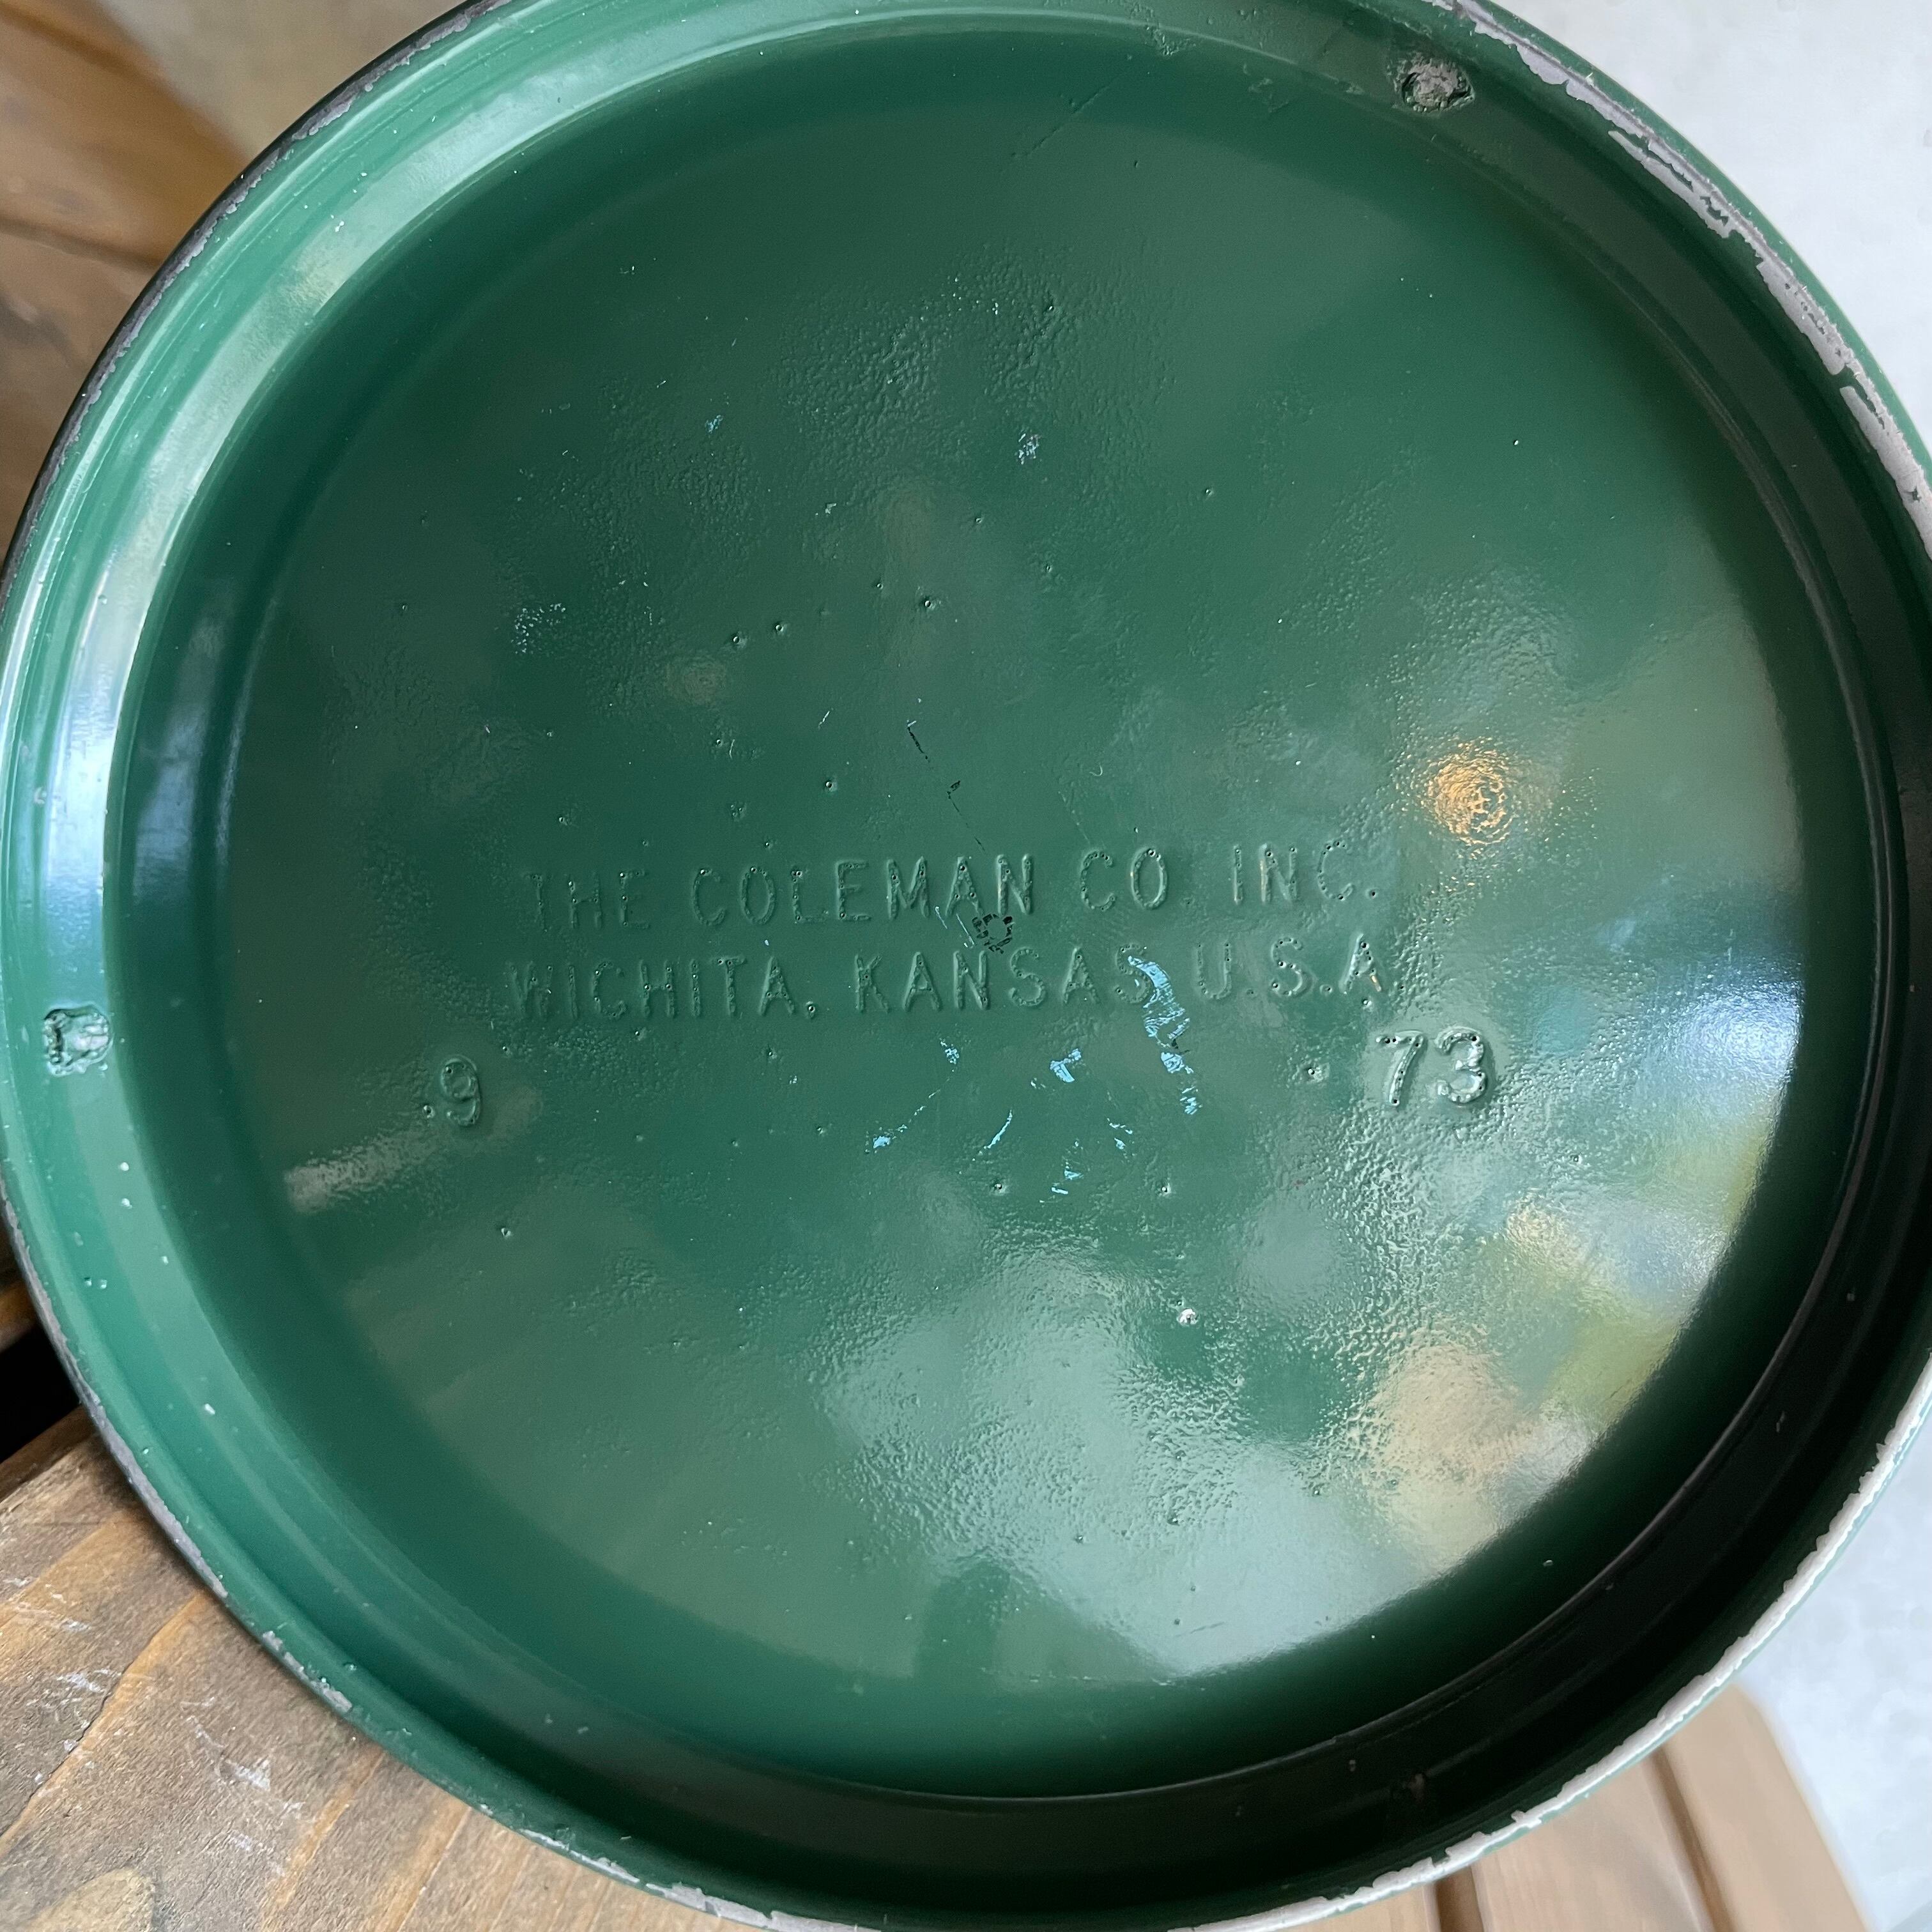 THE COLEMAN CO. INC.
WICHITA, KANSAS U.S.A.
9 73